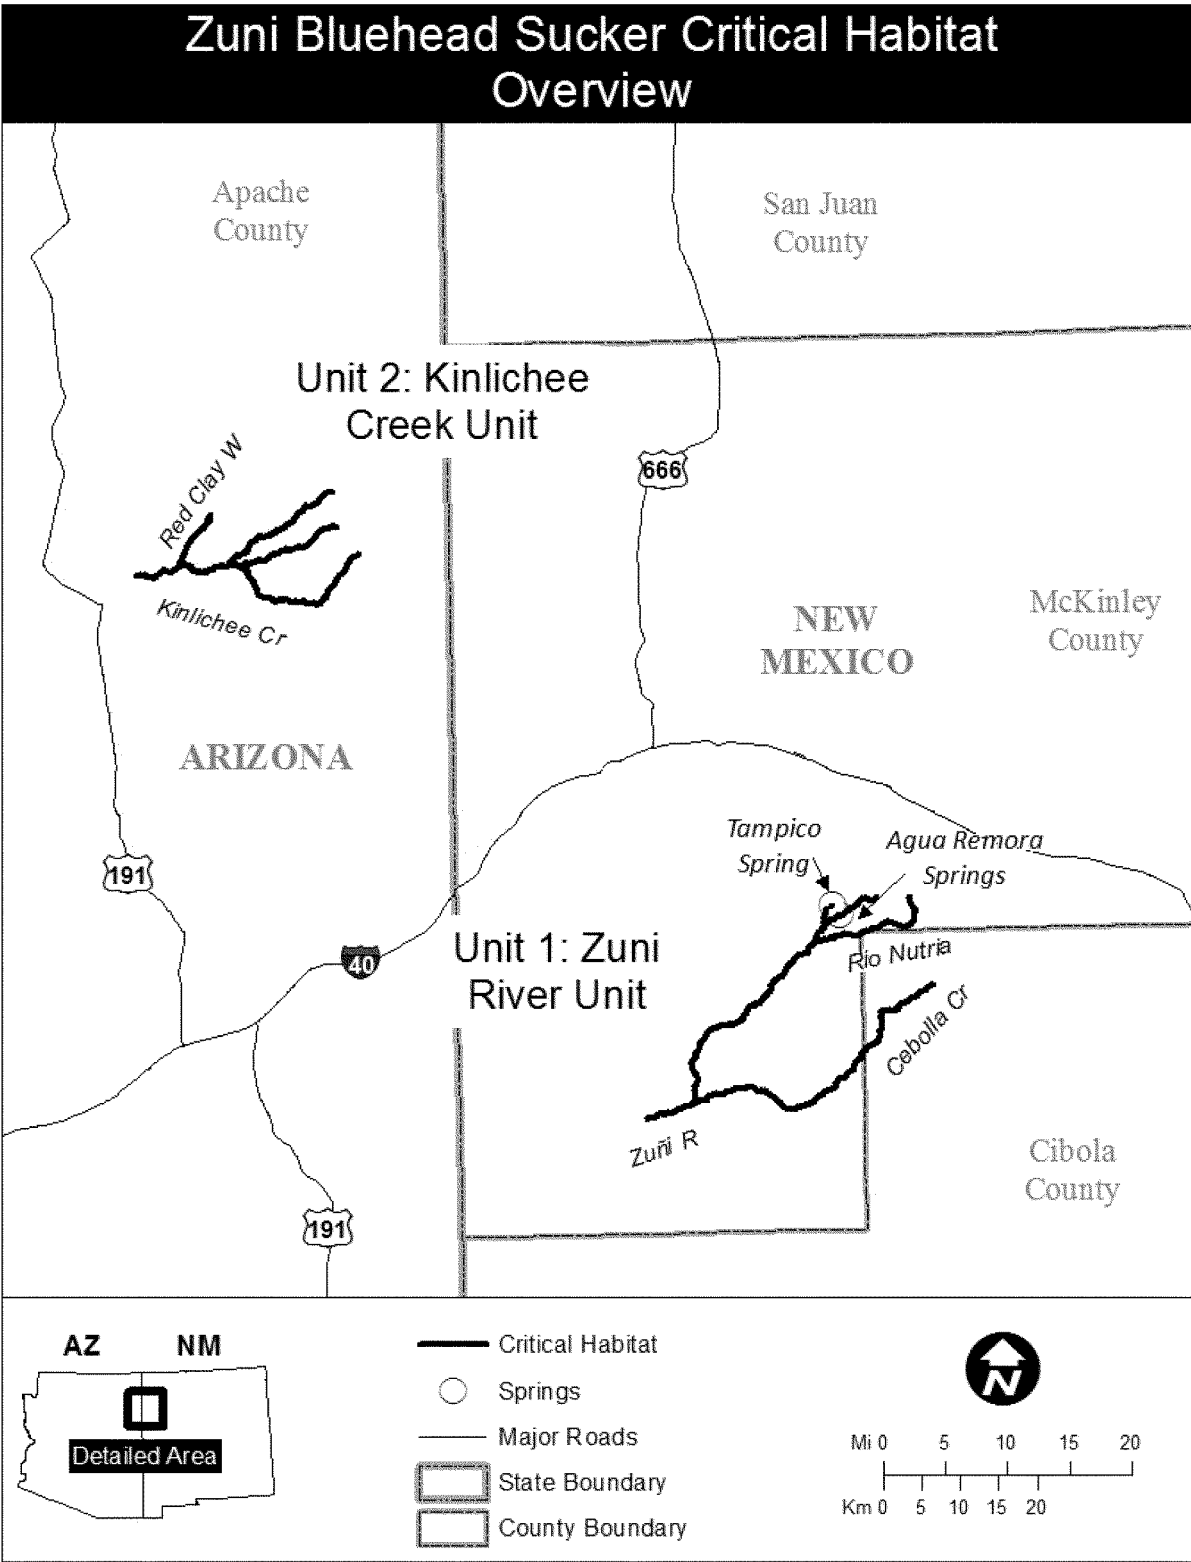 Zuni Bluehead Sucker Critical Habitat
Overview
Apache
County
San Juan
County
Unit 2: Kinlichee
Creek Unit
Red Clay W
666
Kinlichee Cr
NEW
MEXICO
McKinley
County
ARIZONA
Tampico
Spring
Agua Remora
Springs
191
40
Unit 1: Zuni
River Unit
Rio Nutria
Cebolla Cr
Zuñi R
Cibola
County
191
AZ NM
Detailed Area
Critical Habitat
Springs
Major Roads
State Boundary
County Boundary
N
Mi 0 5 10 15 20
Km 0 5 10 15 20